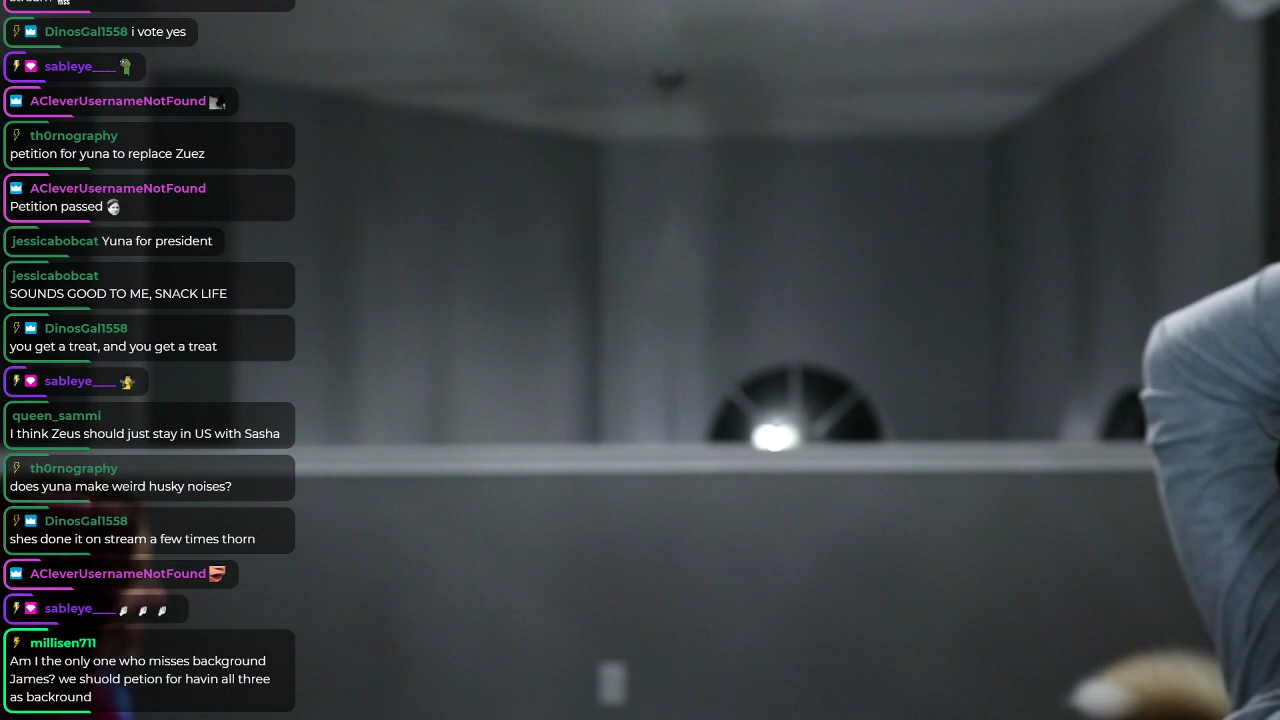 DinosGal1558 i vote yes
sableye____
ACleverUsernameNotFound
th0rnography
petition for yuna to replace Zuez
ACleverUsernameNotFound
Petition passed
jessicabobcat Yuna for president
jessicabobcat
SOUNDS GOOD TO ME, SNACK LIFE
DinosGal1558
you get a treat, and you get a treat
sableye____
queen_sammi
I think Zeus should just stay in US with Sasha
th0rnography
does yuna make weird husky noises?
DinosGal1558
shes done it on stream a few times thorn
ACleverUsernameNotFound
sableye____
millisen711
Am I the only one who misses background
James? we shuold petion for havin all three
as backround